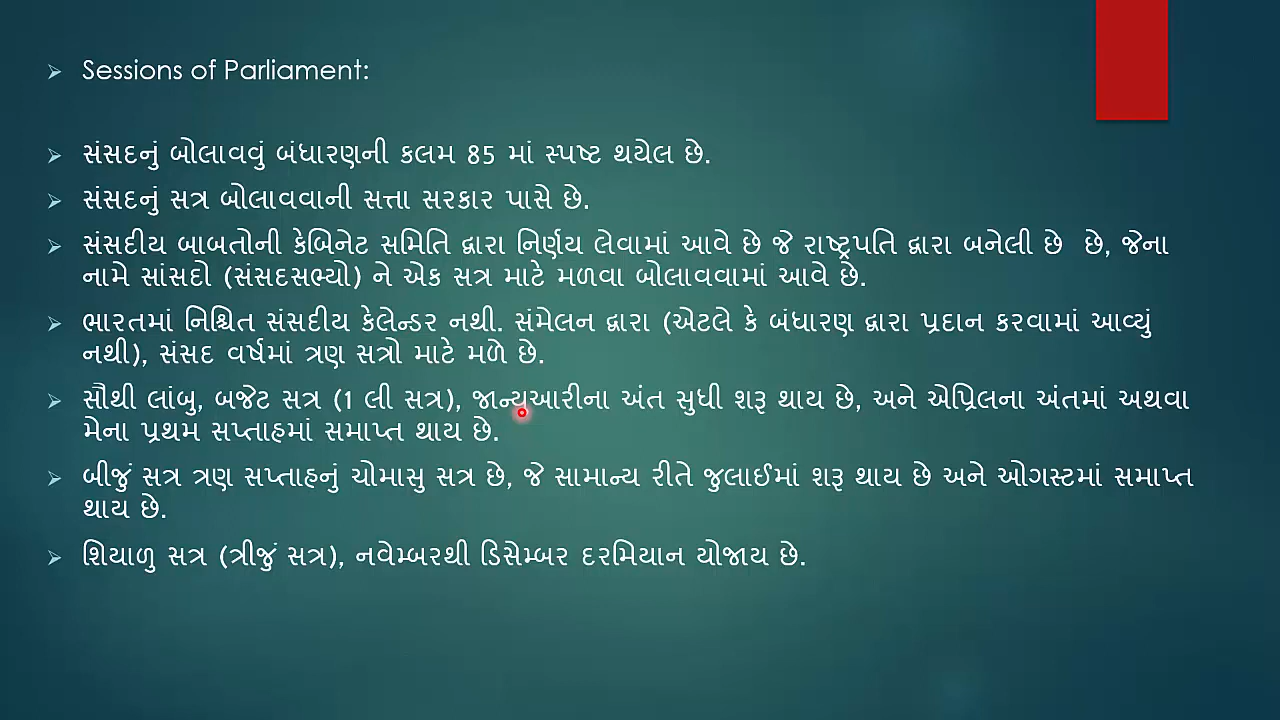 Sessions of Parliament:
સંસદનું બોલાવવું બંધારણની કલમ 85 માં સ્પષ્ટ થયેલ છે.
સંસદનું સત્ર બોલાવવાની સત્તા સરકાર પાસે છે.
સંસદીય બાબતોની કેબિનેટ સમિતિ દ્વારા નિર્ણય લેવામાં આવે છે જે રાષ્ટ્રપતિ દ્વારા બનેલી છે છે, જેના
નામે સાંસદો (સંસદસભ્યો) ને એક સત્ર માટે મળવા બોલાવવામાં આવે છે.
ભારતમાં નિશ્ચિત સંસદીય કેલેન્ડર નથી. સંમેલન દ્વારા (એટલે કે બંધારણ દ્વારા પ્રદાન કરવામાં આવ્યું
નથી), સંસદ વર્ષમાં ત્રણ સત્રો માટે મળે છે.
સૌથી લાંબુ, બજેટ સત્ર (1 લી સત્ર), જાન્યુઆરીના અંત સુધી શરૂ થાય છે, અને એપ્રિલના અંતમાં અથવા
મેના પ્રથમ સપ્તાહમાં સમાપ્ત થાય છે.
બીજું સત્ર ત્રણ સપ્તાહનું ચોમાસુ સત્ર છે, જે સામાન્ય રીતે જુલાઈમાં શરૂ થાય છે અને ઓગસ્ટમાં સમાપ્ત
થાય છે.
શિયાળુ સત્ર (ત્રીજું સત્ર), નવેમ્બરથી ડિસેમ્બર દરમિયાન યોજાય છે.